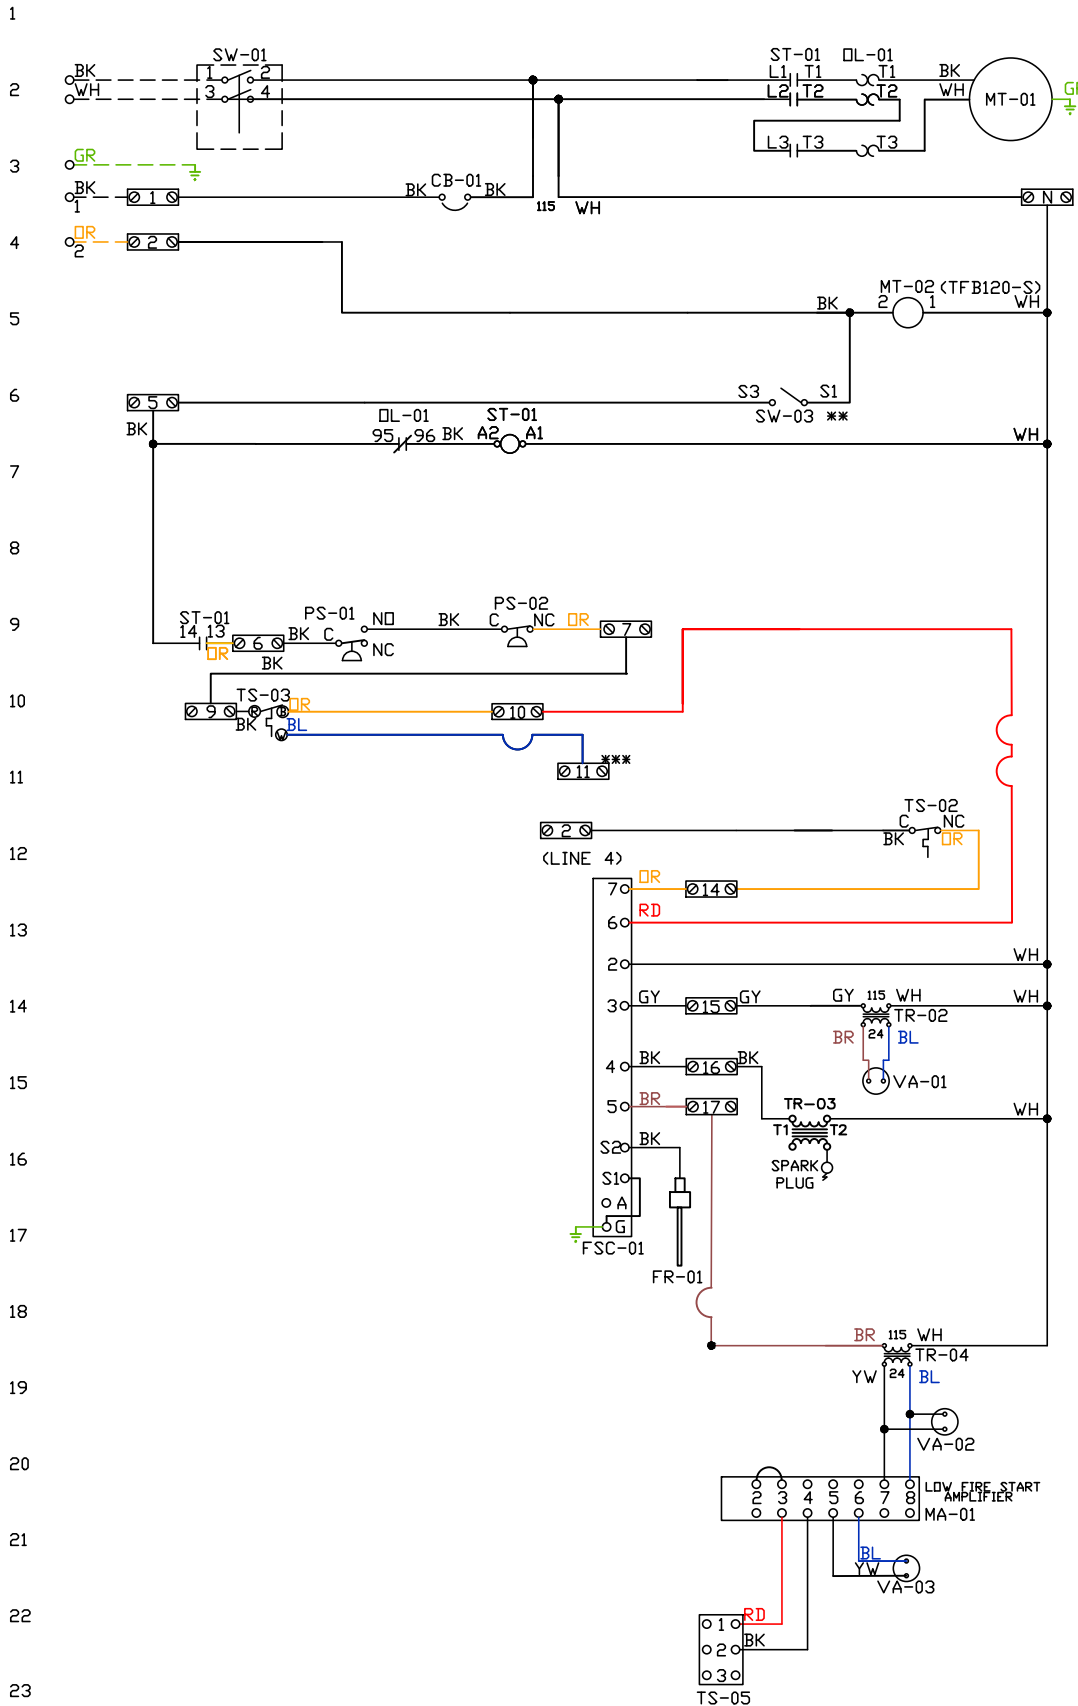 1
SW-01 ST-01 OL-01
BK 1 2 L1 T1 T1 BK
2 WH 3 4 L2 T2 T2 WH MT-01 GR
L3 T3 T3
3 GR
BK 1 BK CB-01 BK 115 WH N
1
4 OR 2
2
MT-02 (TFB120-S)
5 BK 2 1 WH
6 5 S3 S1
SW-03 **
BK OL-01 ST-01
95 96 BK A2 A1 WH
7
8
9 ST-01 PS-01 NO BK PS-02 OR 7
14 13 6 BK C NC C NC
OR BK
10 TS-03 OR
9 R B 10
BK W BL
11 11 ***
TS-02
2 C NC
12 (LINE 4) BK OR
7 OR 14
13 6 RD
2 WH
14 3 GY 15 GY GY 115 WH WH
TR-02
BR 24 BL
15 4 BK 16 BK VA-01
5 BR 17 TR-03 WH
T1 T2
16 S2 BK SPARK
PLUG
S1
A
17 G
FSC-01
FR-01
18
BR 115 WH
TR-04
19 YW 24 BL
VA-02
20
2 3 4 5 6 7 8 LOW FIRE START
AMPLIFIER
MA-01
21 BL
YW
VA-03
22 1 RD
2 BK
3
23 TS-05